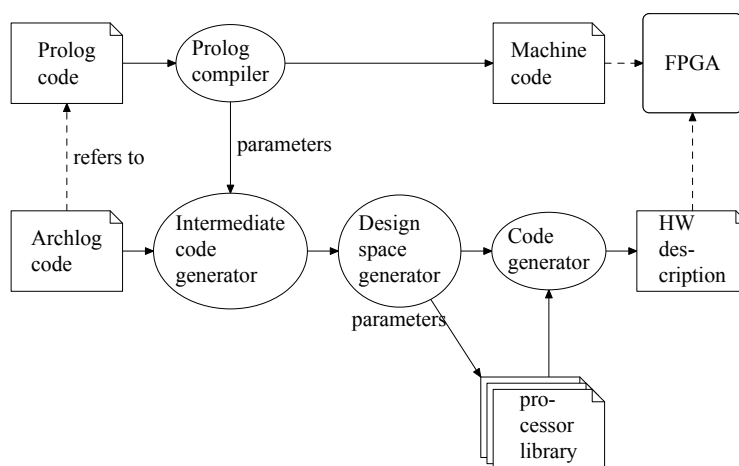 Prolog
code
Prolog
compiler
Machine
code
FPGA
refers to
parameters
Archlog
code
Intermediate
code
generator
Design
space
generator
Code
generator
HW
des-
cription
parameters
pro-
cessor
library